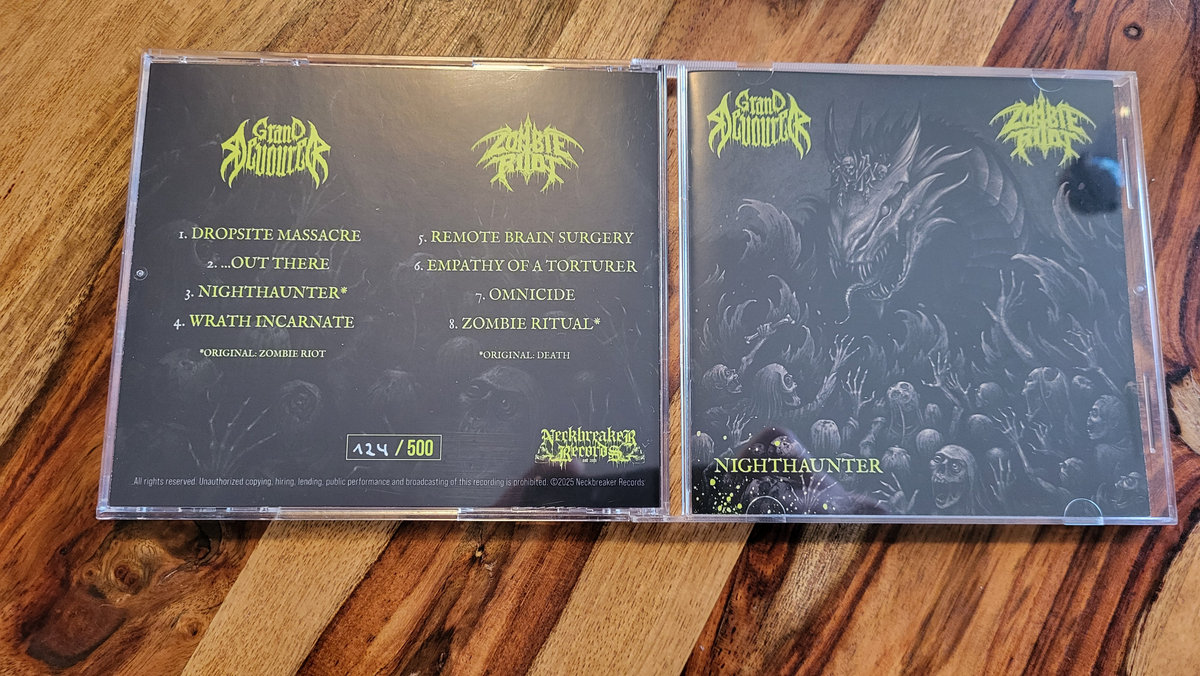 GRAND
DEVOURER
ZOMBIE
RIOT
1. DROPSITE MASSACRE
2. ...OUT THERE
3. NIGHTHAUNTER*
4. WRATH INCARNATE
*ORIGINAL: ZOMBIE RIOT
5. REMOTE BRAIN SURGERY
6. EMPATHY OF A TORTURER
7. OMNICIDE
8. ZOMBIE RITUAL*
*ORIGINAL: DEATH
124 / 500
NECKBREAKER
RECORDS
All rights reserved. Unauthorized copying, hiring, lending, public performance and broadcasting of this recording is prohibited. ©2025 Neckbreaker Records
GRAND
DEVOURER
ZOMBIE
RIOT
NIGHTHAUNTER